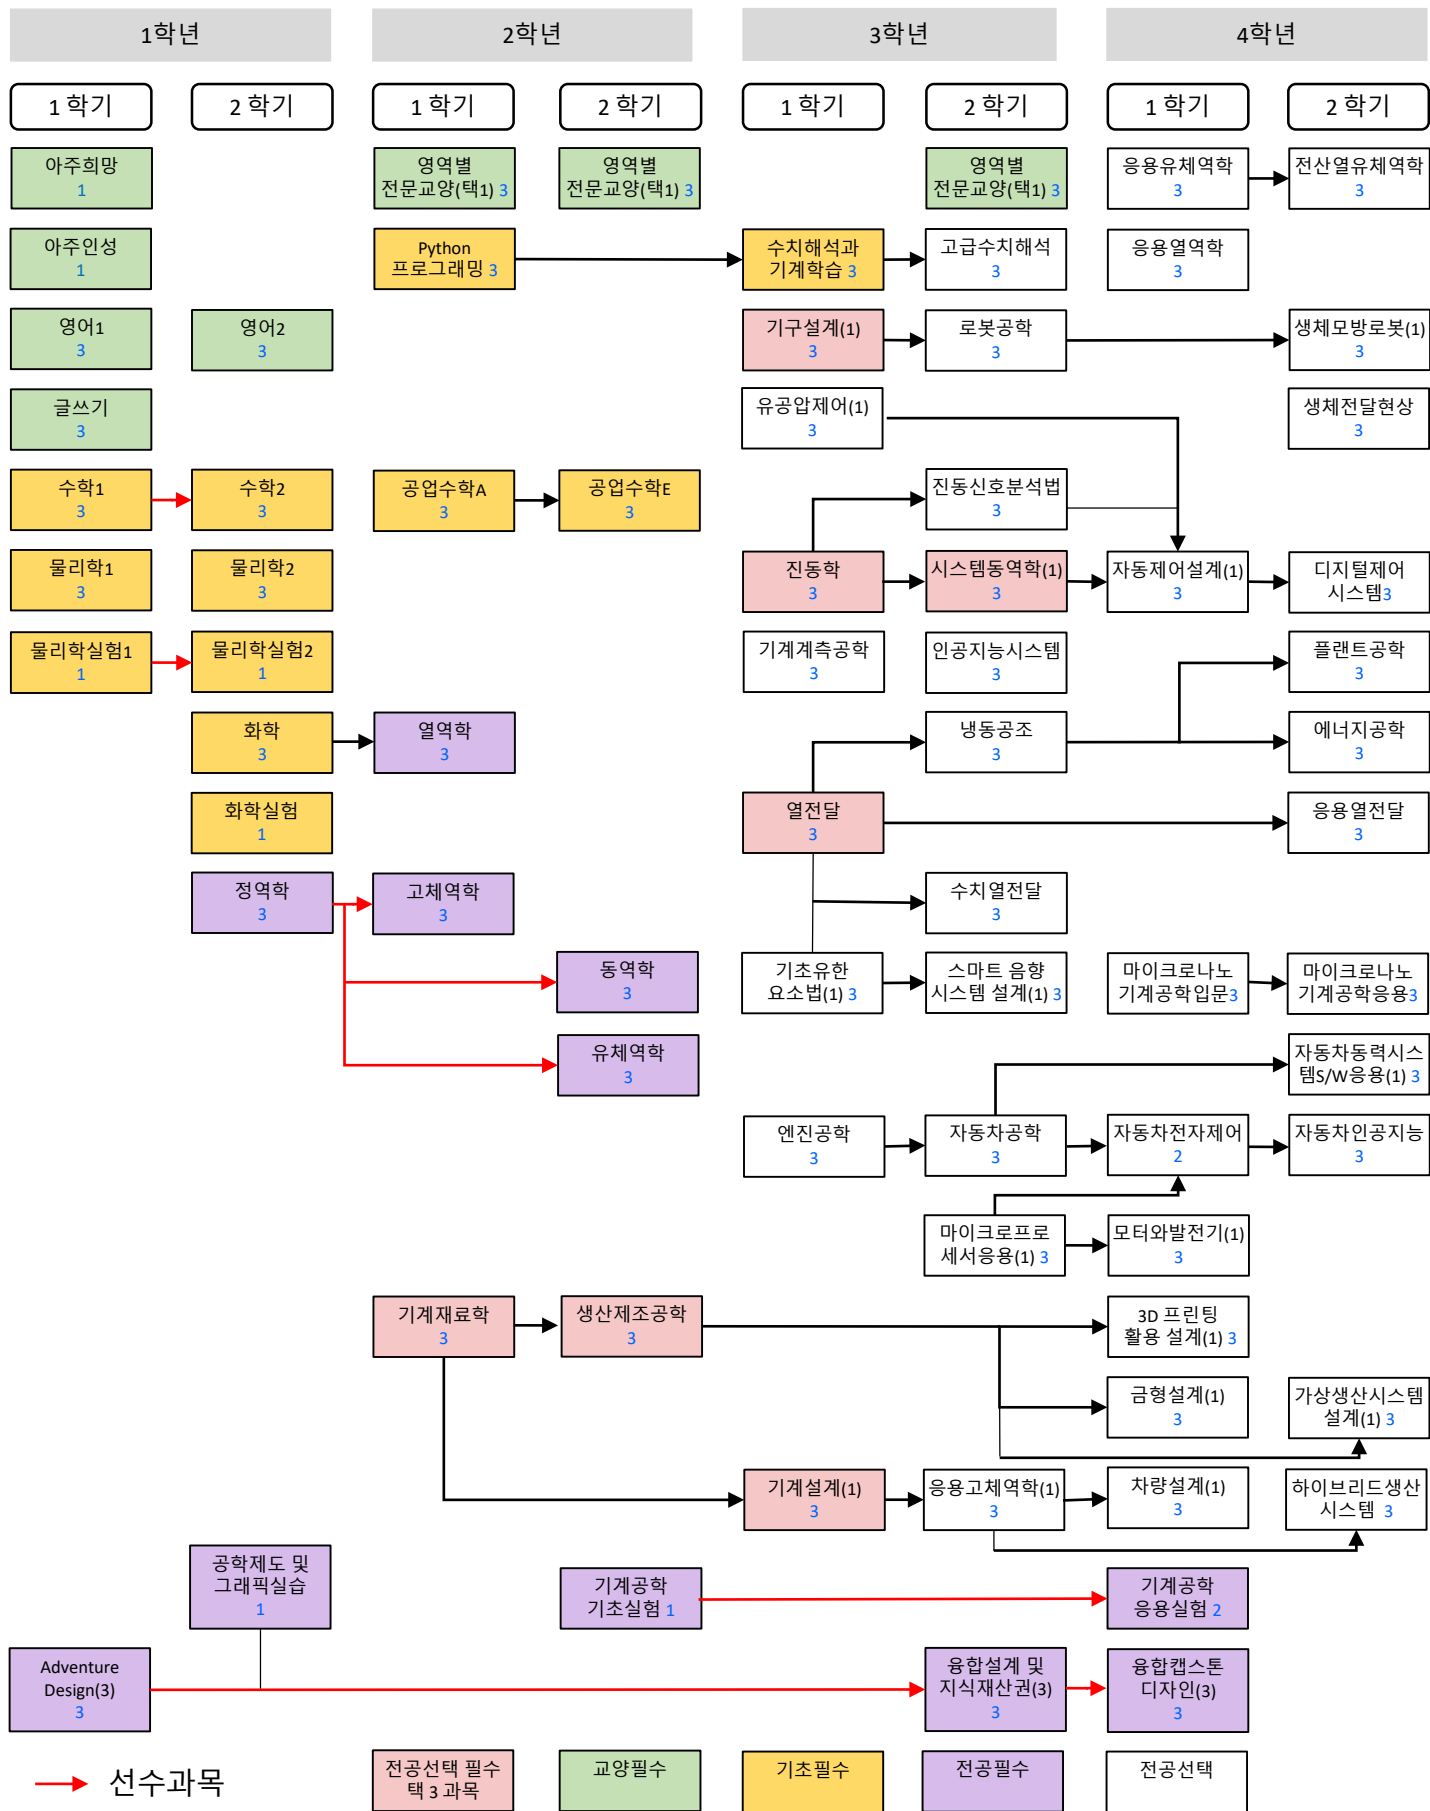 1학년
2학년
3학년
4학년
1 학기
2 학기
1 학기
2 학기
1 학기
2 학기
1 학기
2 학기
아주희망
1
영역별
전문교양(택1) 3
영역별
전문교양(택1) 3
영역별
전문교양(택1) 3
응용유체역학
3
전산열유체역학
3
아주인성
1
Python
프로그래밍 3
수치해석과
기계학습 3
고급수치해석
3
응용열역학
3
영어1
3
영어2
3
기구설계(1)
3
로봇공학
3
생체모방로봇(1)
3
글쓰기
3
유공압제어(1)
3
생체전달현상
3
수학1
3
수학2
3
공업수학A
3
공업수학E
3
진동신호분석법
3
물리학1
3
물리학2
3
진동학
3
시스템동역학(1)
3
자동제어설계(1)
3
디지털제어
시스템3
물리학실험1
1
물리학실험2
1
기계계측공학
3
인공지능시스템
3
플랜트공학
3
화학
3
열역학
3
냉동공조
3
에너지공학
3
화학실험
1
열전달
3
응용열전달
3
정역학
3
고체역학
3
수치열전달
3
동역학
3
기초유한
요소법(1) 3
스마트 음향
시스템 설계(1) 3
마이크로나노
기계공학입문3
마이크로나노
기계공학응용3
유체역학
3
자동차동력시스
템S/W응용(1) 3
엔진공학
3
자동차공학
3
자동차전자제어
2
자동차인공지능
3
마이크로프로
세서응용(1) 3
모터와발전기(1)
3
기계재료학
3
생산제조공학
3
3D 프린팅
활용 설계(1) 3
금형설계(1)
3
가상생산시스템
설계(1) 3
기계설계(1)
3
응용고체역학(1)
3
차량설계(1)
3
하이브리드생산
시스템 3
공학제도 및
그래픽실습
1
기계공학
기초실험 1
기계공학
응용실험 2
Adventure
Design(3)
3
융합설계 및
지식재산권(3)
3
융합캡스톤
디자인(3)
3
선수과목
전공선택 필수
택 3 과목
교양필수
기초필수
전공필수
전공선택